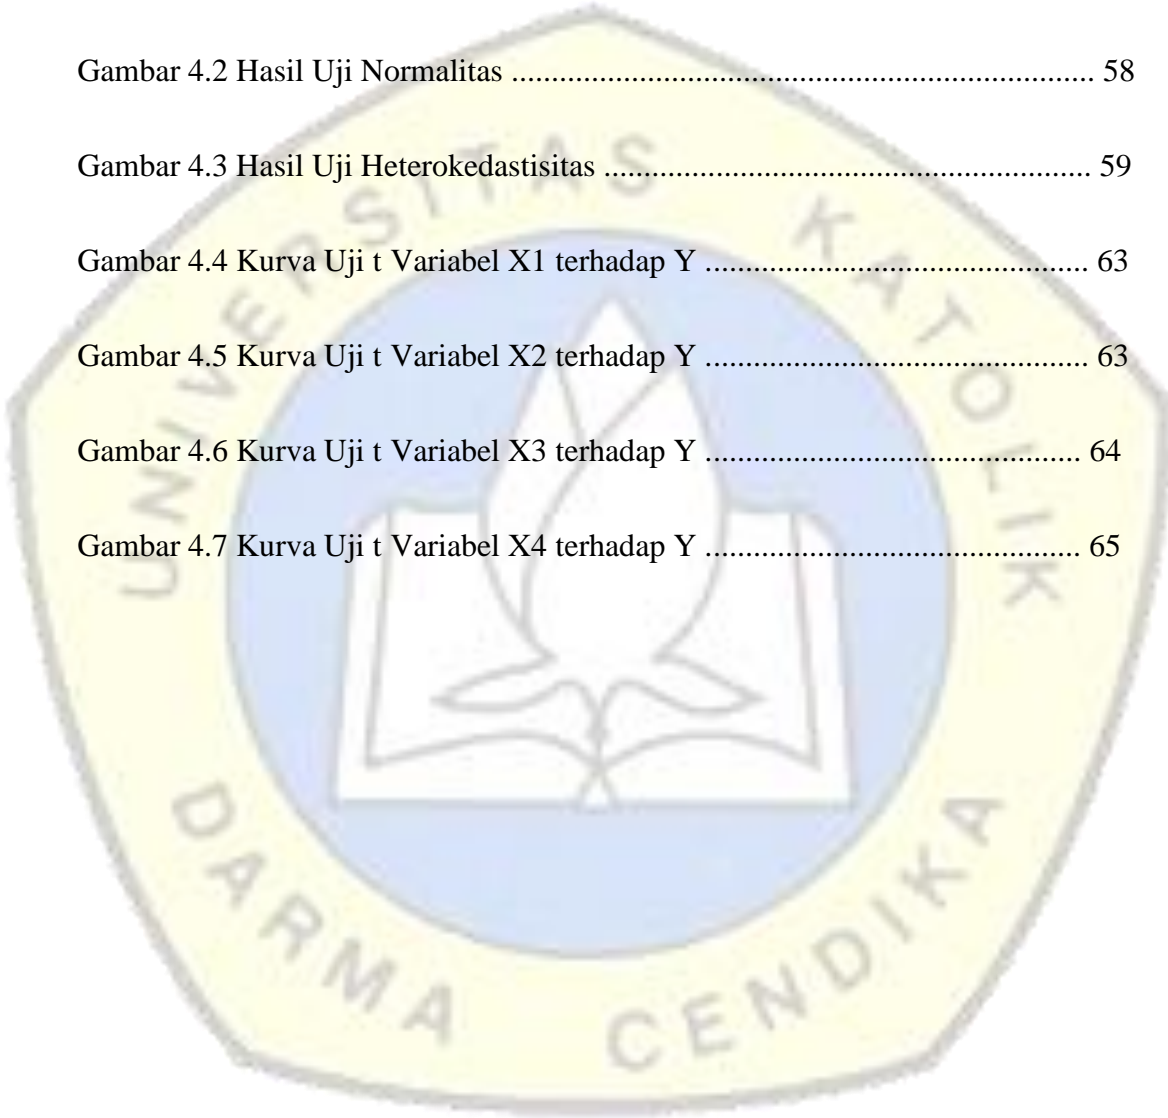 Gambar 4.2 Hasil Uji Normalitas ........................................................................ 58
Gambar 4.3 Hasil Uji Heterokedastisitas ............................................................ 59
Gambar 4.4 Kurva Uji t Variabel X1 terhadap Y ............................................... 63
Gambar 4.5 Kurva Uji t Variabel X2 terhadap Y ............................................... 63
Gambar 4.6 Kurva Uji t Variabel X3 terhadap Y .............................................. 64
Gambar 4.7 Kurva Uji t Variabel X4 terhadap Y .............................................. 65
UNIVERSITAS KATOLIK
DARMA CENDIKA